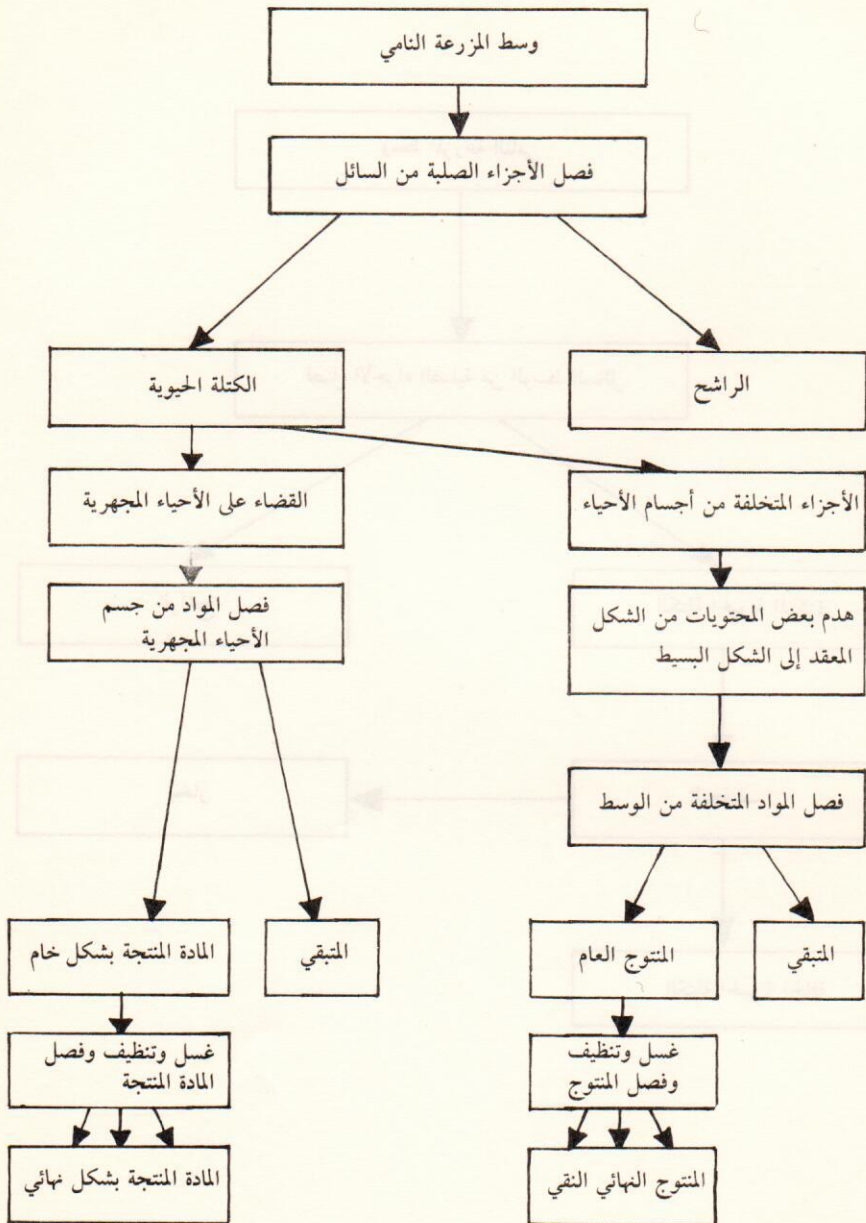 وسط المزرعة النامي
فصل الأجزاء الصلبة من السائل
الراشح
الكتلة الحيوية
الأجزاء المتخلفة من أجسام الأحياء
القضاء على الأحياء المجهرية
هدم بعض المحتويات من الشكل
المعقد إلى الشكل البسيط
فصل المواد من جسم
الأحياء المجهرية
فصل المواد المتخلفة من الوسط
المتبقي
المنتوج العام
المتبقي
المادة المنتجة بشكل خام
غسل وتنظيف
وفصل المنتوج
غسل وتنظيف وفصل
المادة المنتجة
المنتوج النهائي النقي
المادة المنتجة بشكل نهائي